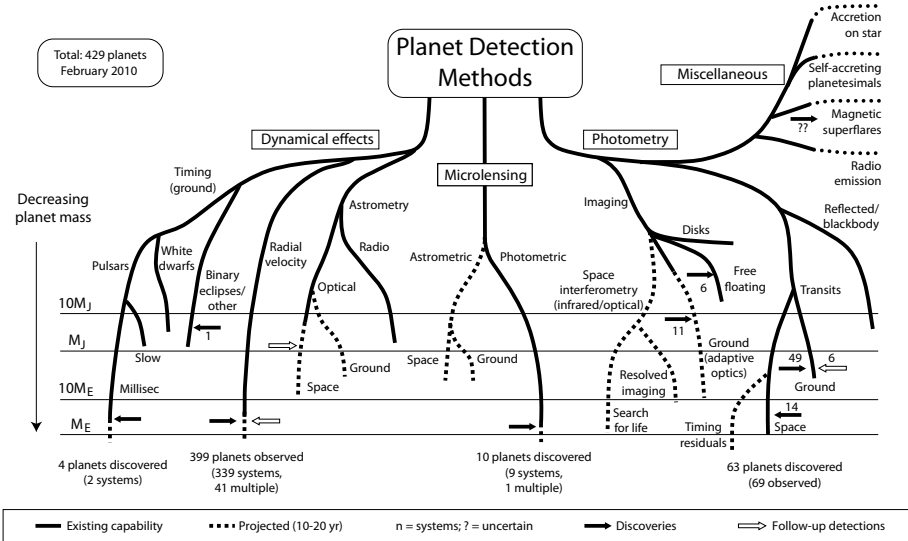 Total: 429 planets
February 2010
Planet Detection
Methods
Miscellaneous
Accretion
on star
Self-accreting
planetesimals
Magnetic
superflares
??
Radio
emission
Dynamical effects
Photometry
Microlensing
Decreasing
planet mass
Timing
(ground)
Astrometry
Imaging
Reflected/
blackbody
Pulsars
White
dwarfs
Binary
eclipses/
other
Radial
velocity
Radio
Optical
Astrometric
Photometric
Disks
Space
interferometry
(infrared/optical)
Free
floating
6
Transits
10MJ
MJ
10ME
ME
1
11
Slow
Millisec
Ground
Space
Space
Ground
Ground
(adaptive
optics)
Resolved
imaging
Search
for life
49
6
Ground
14
Space
Timing
residuals
4 planets discovered
(2 systems)
399 planets observed
(339 systems,
41 multiple)
10 planets discovered
(9 systems,
1 multiple)
63 planets discovered
(69 observed)
Existing capability
Projected (10-20 yr)
n = systems; ? = uncertain
Discoveries
Follow-up detections